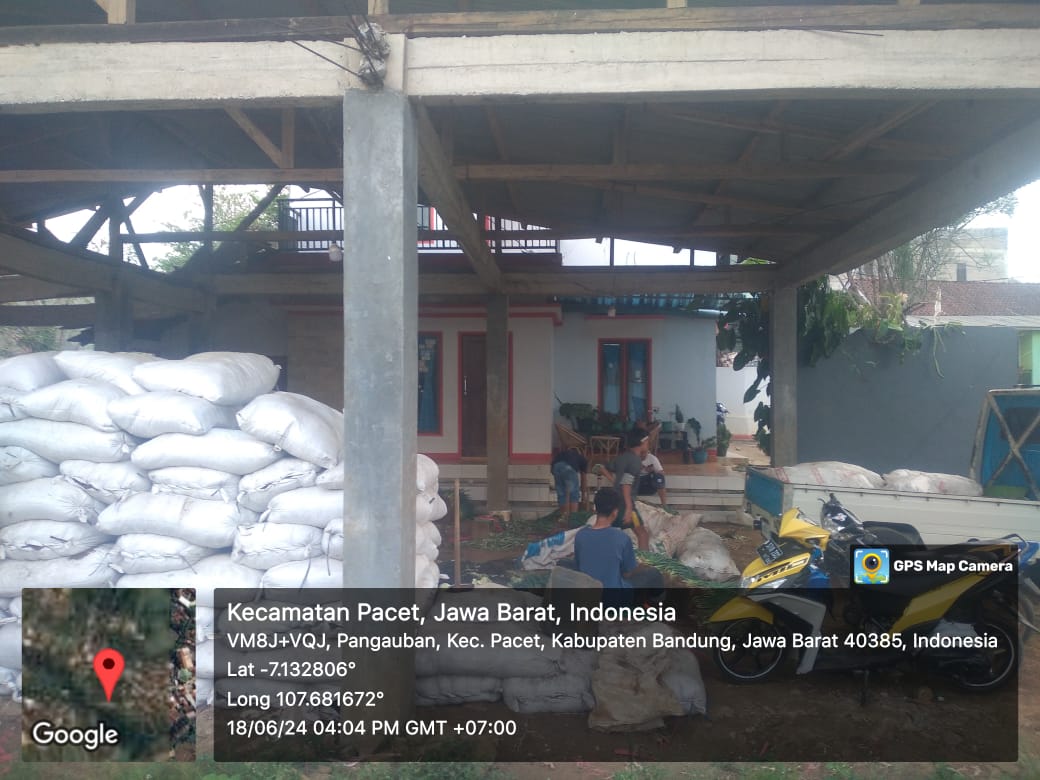 GPS Map Camera
Kecamatan Pacet, Jawa Barat, Indonesia
VM8J+VQJ, Pangauban, Kec. Pacet, Kabupaten Bandung, Jawa Barat 40385, Indonesia
Lat -7.132806°
Long 107.681672°
18/06/24 04:04 PM GMT +07:00
Google